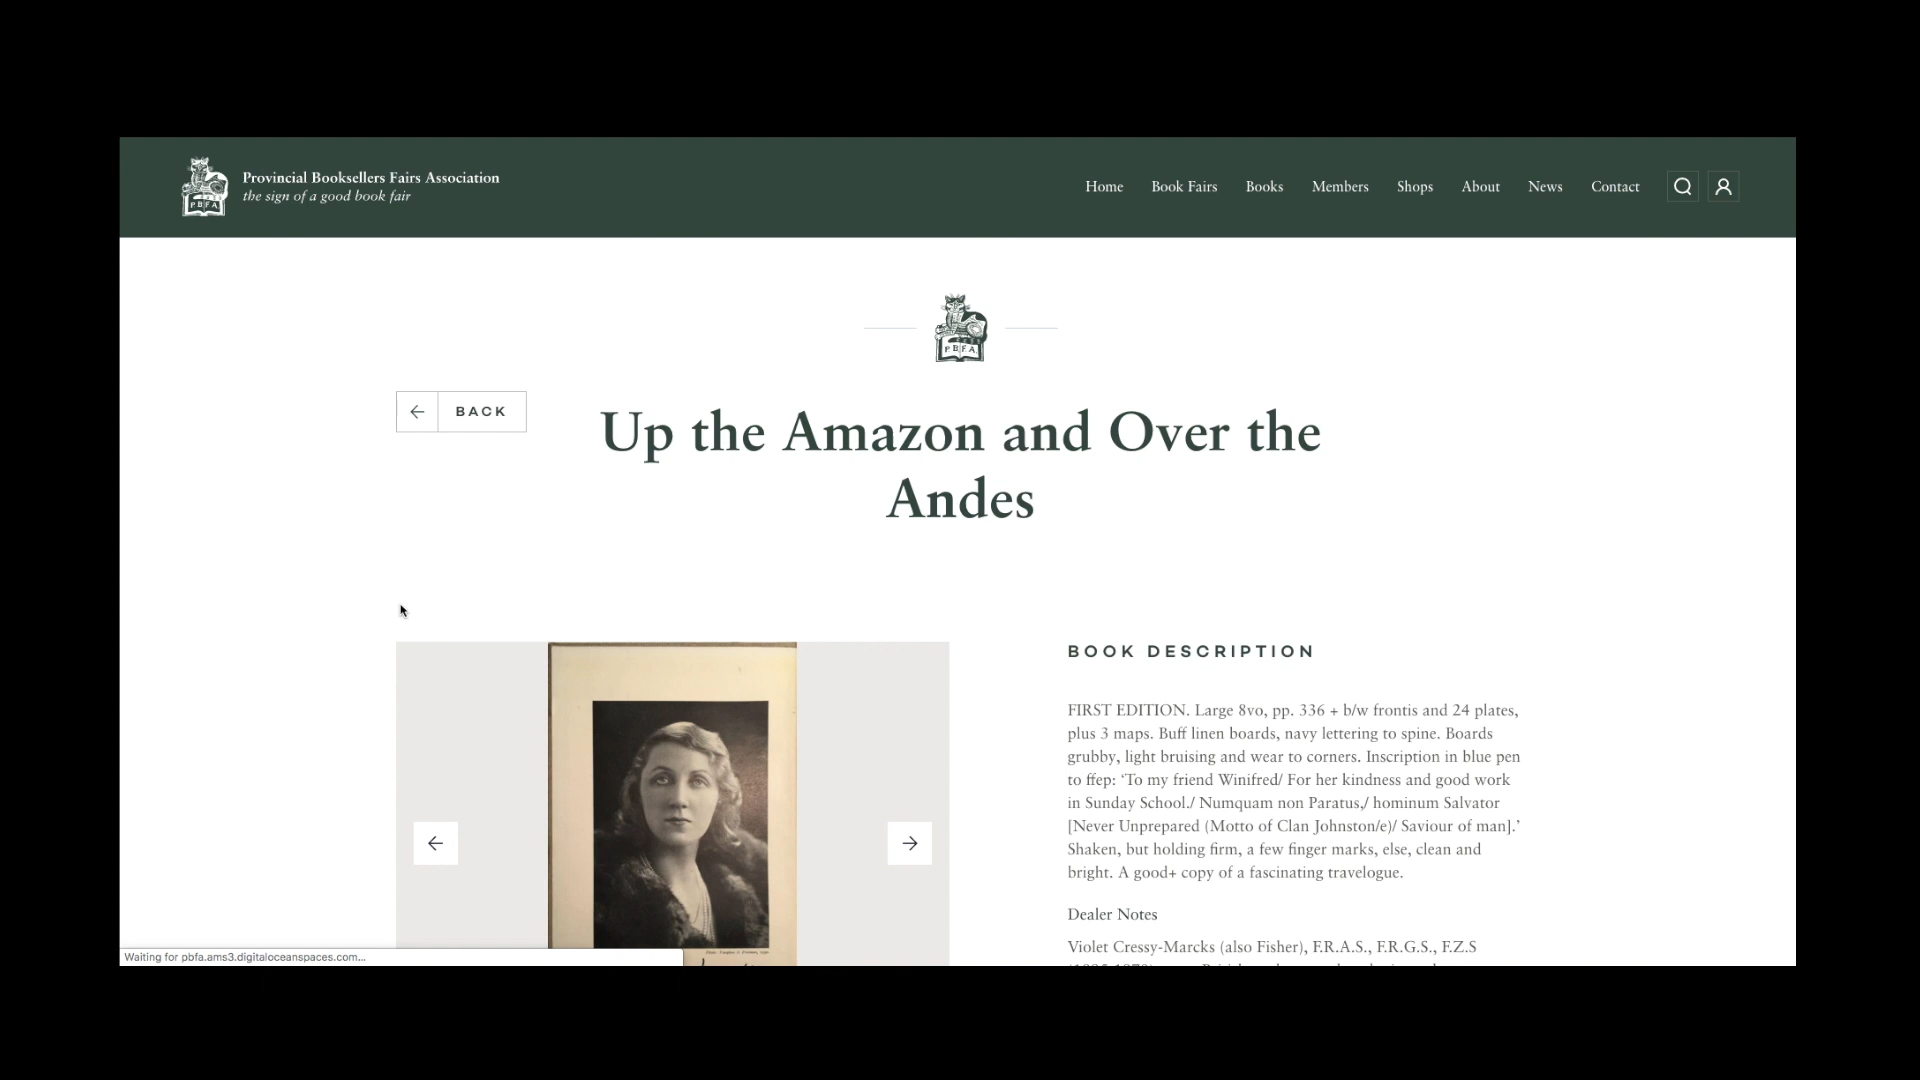 Provincial Booksellers Fairs Association
the sign of a good book fair
Home Book Fairs Books Members Shops About News Contact
P B F A
P.B.F.A.
BACK
Up the Amazon and Over the
Andes
BOOK DESCRIPTION
FIRST EDITION. Large 8vo, pp. 336 + b/w frontis and 24 plates,
plus 3 maps. Buff linen boards, navy lettering to spine. Boards
grubby, light bruising and wear to corners. Inscription in blue pen
to ffep: ‘To my friend Winifred/ For her kindness and good work
in Sunday School./ Numquam non Paratus,/ hominum Salvator
[Never Unprepared (Motto of Clan Johnston/e)/ Saviour of man].’
Shaken, but holding firm, a few finger marks, else, clean and
bright. A good+ copy of a fascinating travelogue.
Dealer Notes
Violet Cressy-Marcks (also Fisher), F.R.A.S., F.R.G.S., F.Z.S
Waiting for pbfa.ams3.digitaloceanspaces.com...